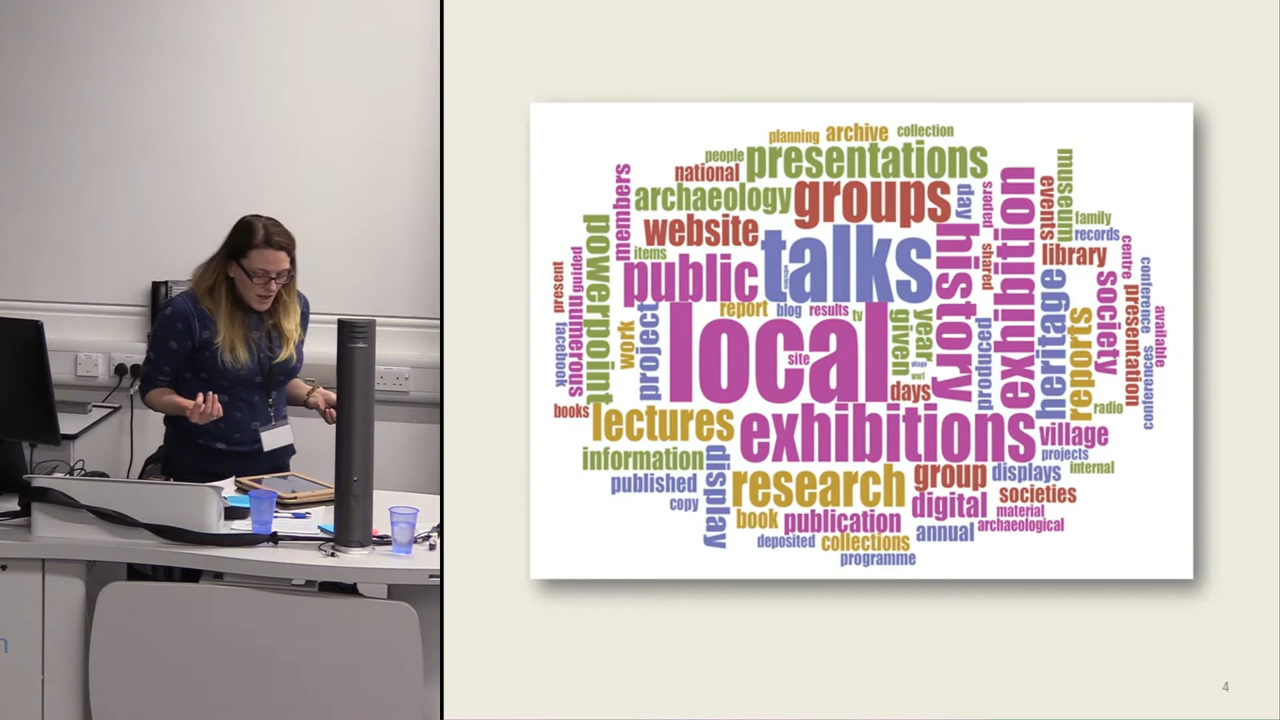 planning archive collection
people presentations
national
members
archaeology groups day papers exhibition events museum
family
records
website
items
powerpoint
public talks history shared library centre
conference
society
presentation
available
conferences
heritage
reports
radio
present
guided
numerous
facebook
work
project
report blog results tv
local
site
given year
days
produced
books
lectures exhibitions village
projects
information display research group displays internal
published
copy
digital societies
material
book publication annual archaeological
deposited collections
programme
4
n